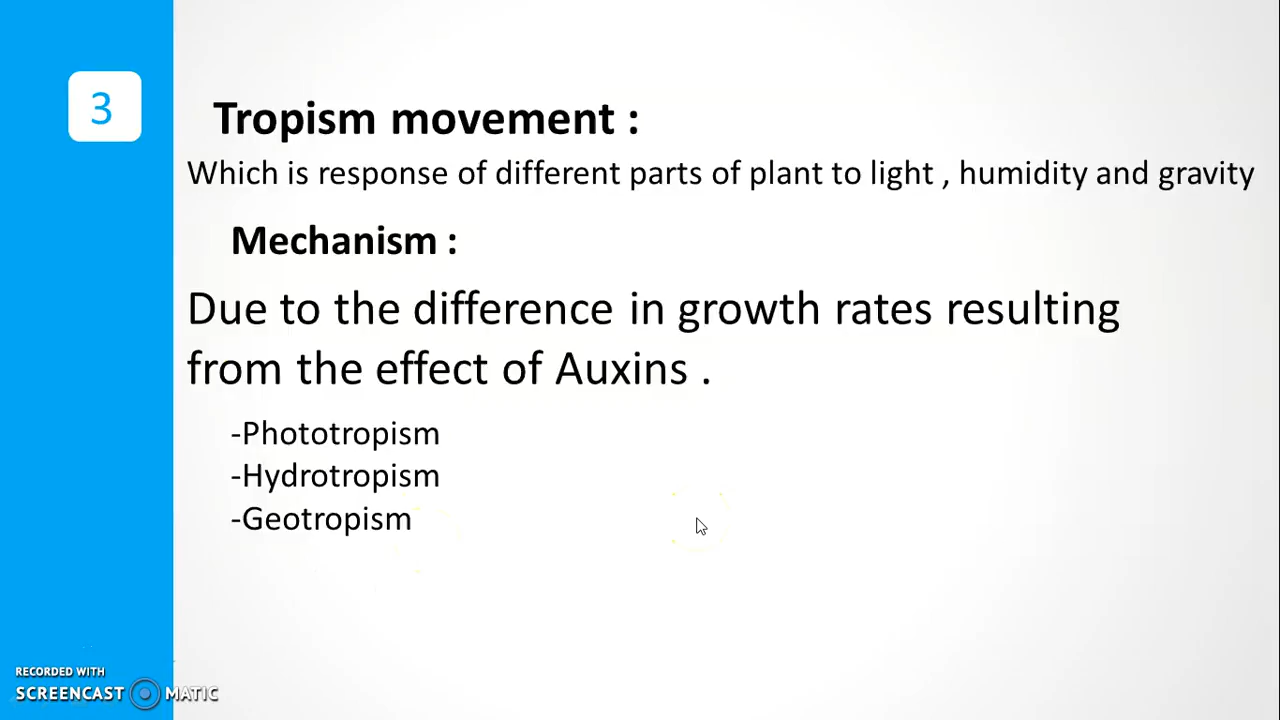 3
Tropism movement :
Which is response of different parts of plant to light , humidity and gravity
Mechanism :
Due to the difference in growth rates resulting
from the effect of Auxins .
-Phototropism
-Hydrotropism
-Geotropism
RECORDED WITH
SCREENCAST MATIC